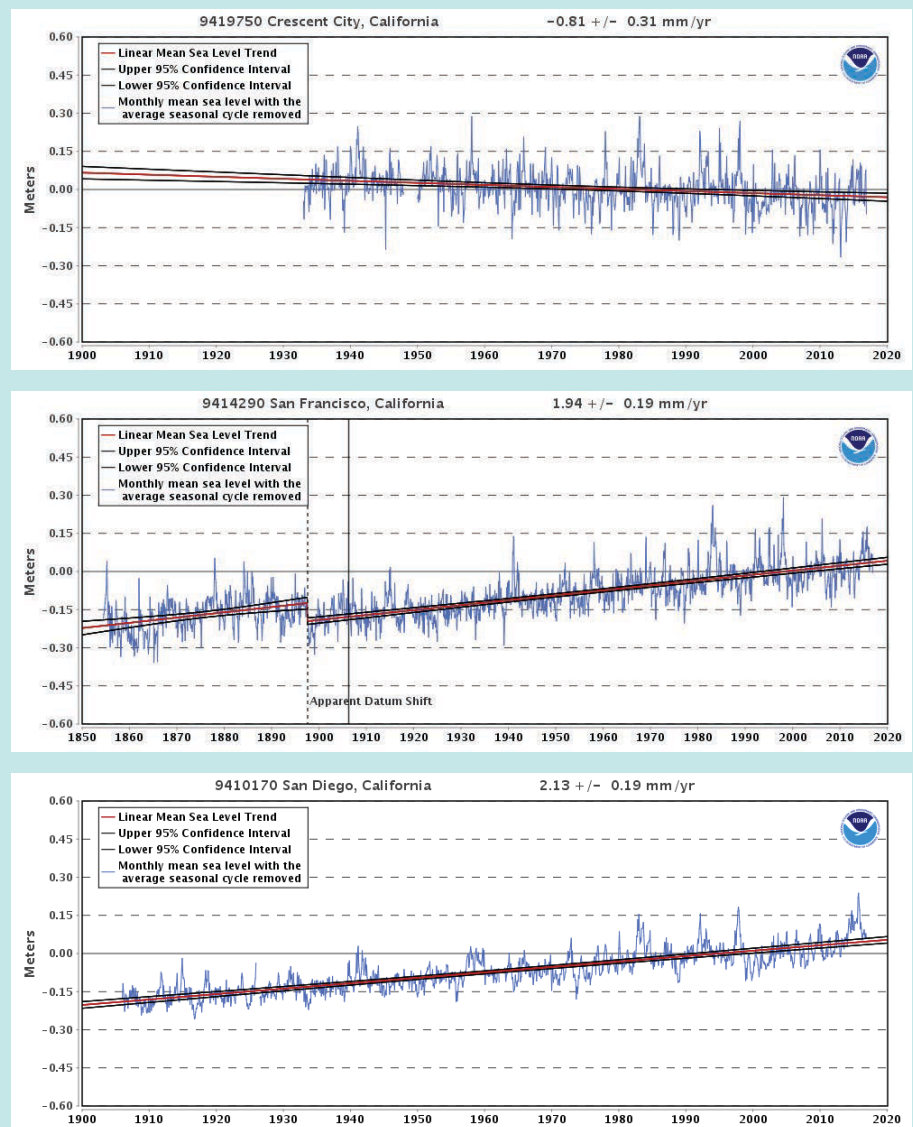 9419750 Crescent City, California −0.81 +/− 0.31 mm/yr
0.60
0.45
0.30
0.15
0.00
−0.15
−0.30
−0.45
−0.60
Meters
Linear Mean Sea Level Trend
Upper 95% Confidence Interval
Lower 95% Confidence Interval
Monthly mean sea level with the
average seasonal cycle removed
NOAA
1900 1910 1920 1930 1940 1950 1960 1970 1980 1990 2000 2010 2020
9414290 San Francisco, California 1.94 +/− 0.19 mm/yr
0.60
0.45
0.30
0.15
0.00
−0.15
−0.30
−0.45
−0.60
Meters
Linear Mean Sea Level Trend
Upper 95% Confidence Interval
Lower 95% Confidence Interval
Monthly mean sea level with the
average seasonal cycle removed
NOAA
Apparent Datum Shift
1850 1860 1870 1880 1890 1900 1910 1920 1930 1940 1950 1960 1970 1980 1990 2000 2010 2020
9410170 San Diego, California 2.13 +/− 0.19 mm/yr
0.60
0.45
0.30
0.15
0.00
−0.15
−0.30
−0.45
−0.60
Meters
Linear Mean Sea Level Trend
Upper 95% Confidence Interval
Lower 95% Confidence Interval
Monthly mean sea level with the
average seasonal cycle removed
NOAA
1900 1910 1920 1930 1940 1950 1960 1970 1980 1990 2000 2010 2020